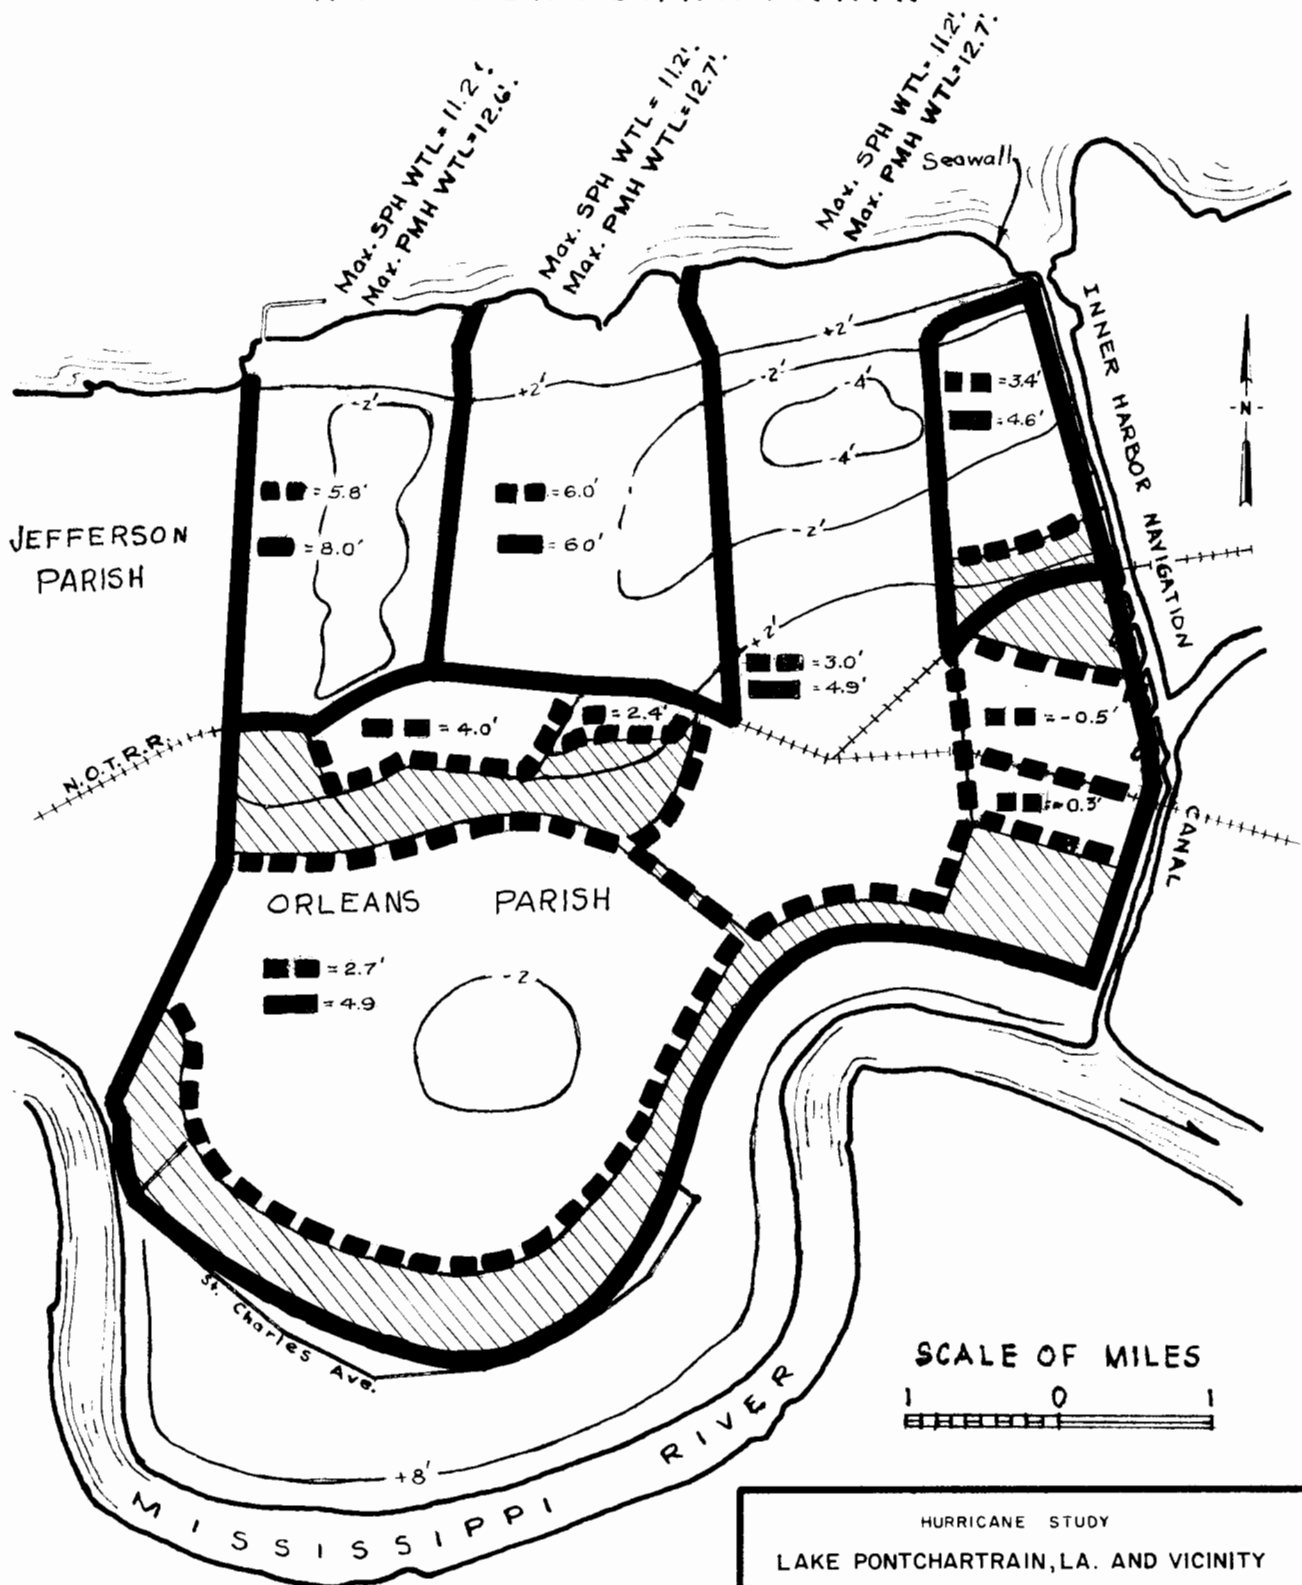 Max. SPH WTL = 11.2'.
Max. PMH WTL = 12.6'.
Max. SPH WTL = 11.2'.
Max. PMH WTL = 12.7'.
Max. SPH WTL = 11.2'.
Max. PMH WTL = 12.7'.
Seawall
INNER HARBOR NAVIGATION
CANAL
+2'
-2'
-4'
= 3.4'
-N-
-2'
+2'
= 4.6'
-4'
= 5.8'
= 6.0'
-2'
JEFFERSON
PARISH
= 8.0'
= 60'
+2'
= 3.0'
= 4.9'
= 4.0'
= 2.4'
= -0.5'
N.O.T.R.R.
= -0.3'
ORLEANS PARISH
= 2.7'
-2
= 4.9
St. Charles Ave.
SCALE OF MILES
1 0 1
+8'
MISSISSIPPI RIVER
HURRICANE STUDY
LAKE PONTCHARTRAIN, LA. AND VICINITY